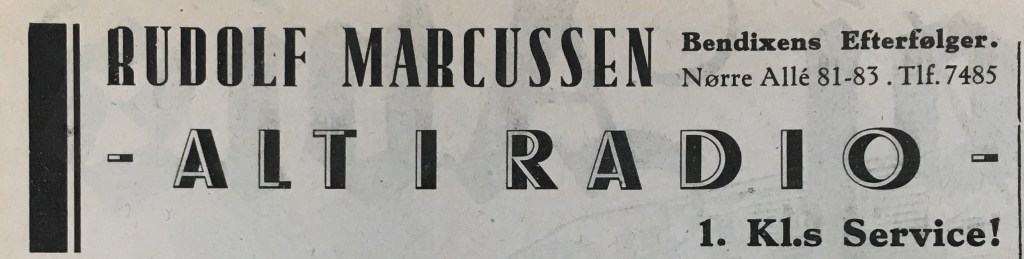 RUDOLF MARCUSSEN
Bendixens Efterfølger.
Nørre Allé 81-83. Tlf. 7485
- ALT I RADIO -
1. Kl.s Service!